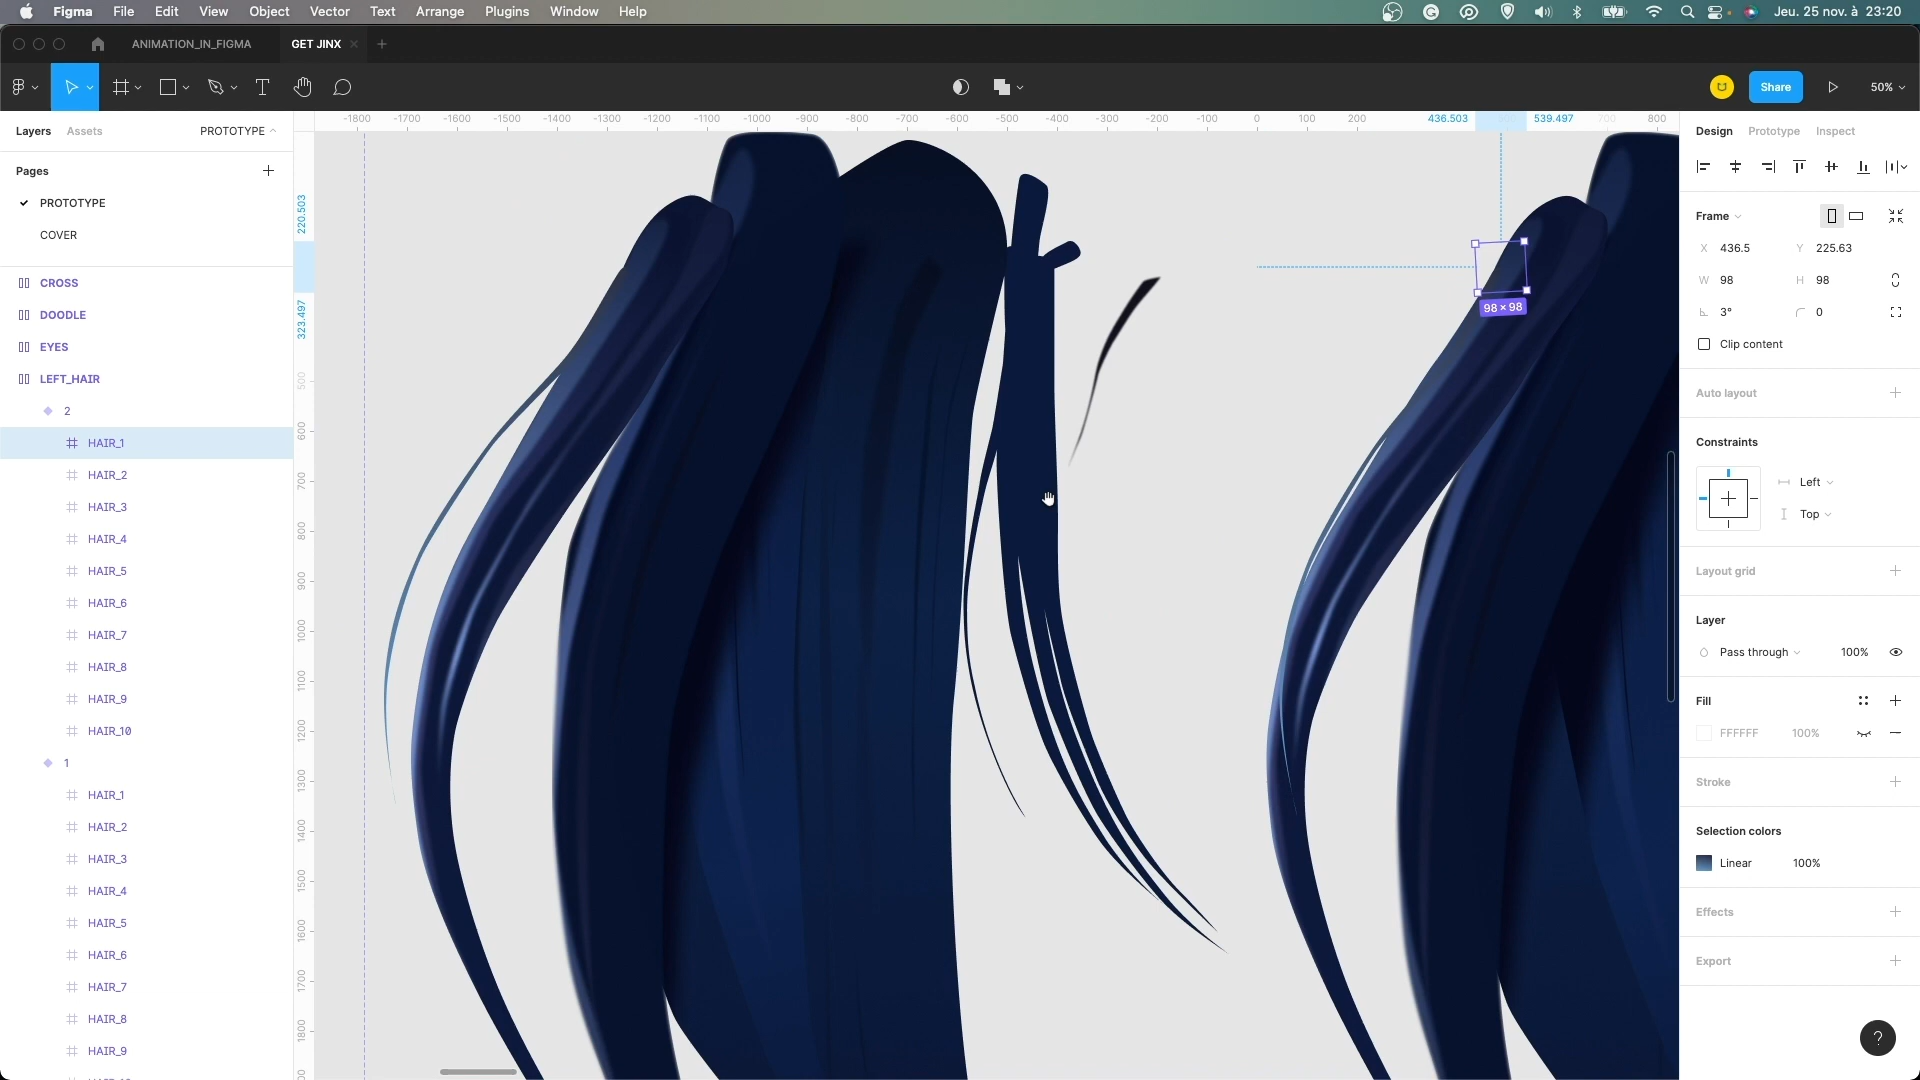 Figma File Edit View Object Vector Text Arrange Plugins Window Help Jeu. 25 nov. à 23:20
ANIMATION_IN_FIGMA GET JINX
Share 50%
Layers Assets PROTOTYPE
Pages
PROTOTYPE
COVER
CROSS
DOODLE
EYES
LEFT_HAIR
2
HAIR_1
HAIR_2
HAIR_3
HAIR_4
HAIR_5
HAIR_6
HAIR_7
HAIR_8
HAIR_9
HAIR_10
1
HAIR_1
HAIR_2
HAIR_3
HAIR_4
HAIR_5
HAIR_6
HAIR_7
HAIR_8
HAIR_9
-1800 -1700 -1600 -1500 -1400 -1300 -1200 -1100 -1000 -900 -800 -700 -600 -500 -400 -300 -200 -100 0 100 200 436.503 539.497 700 800
220.503
323.497
500
600
700
800
900
1000
1100
1200
1300
1400
1500
1600
1700
1800
98 × 98
Design Prototype Inspect
Frame
X 436.5 Y 225.63
W 98 H 98
3° 0
Clip content
Auto layout
Constraints
Left
Top
Layout grid
Layer
Pass through 100%
Fill
FFFFFF 100%
Stroke
Selection colors
Linear 100%
Effects
Export
?